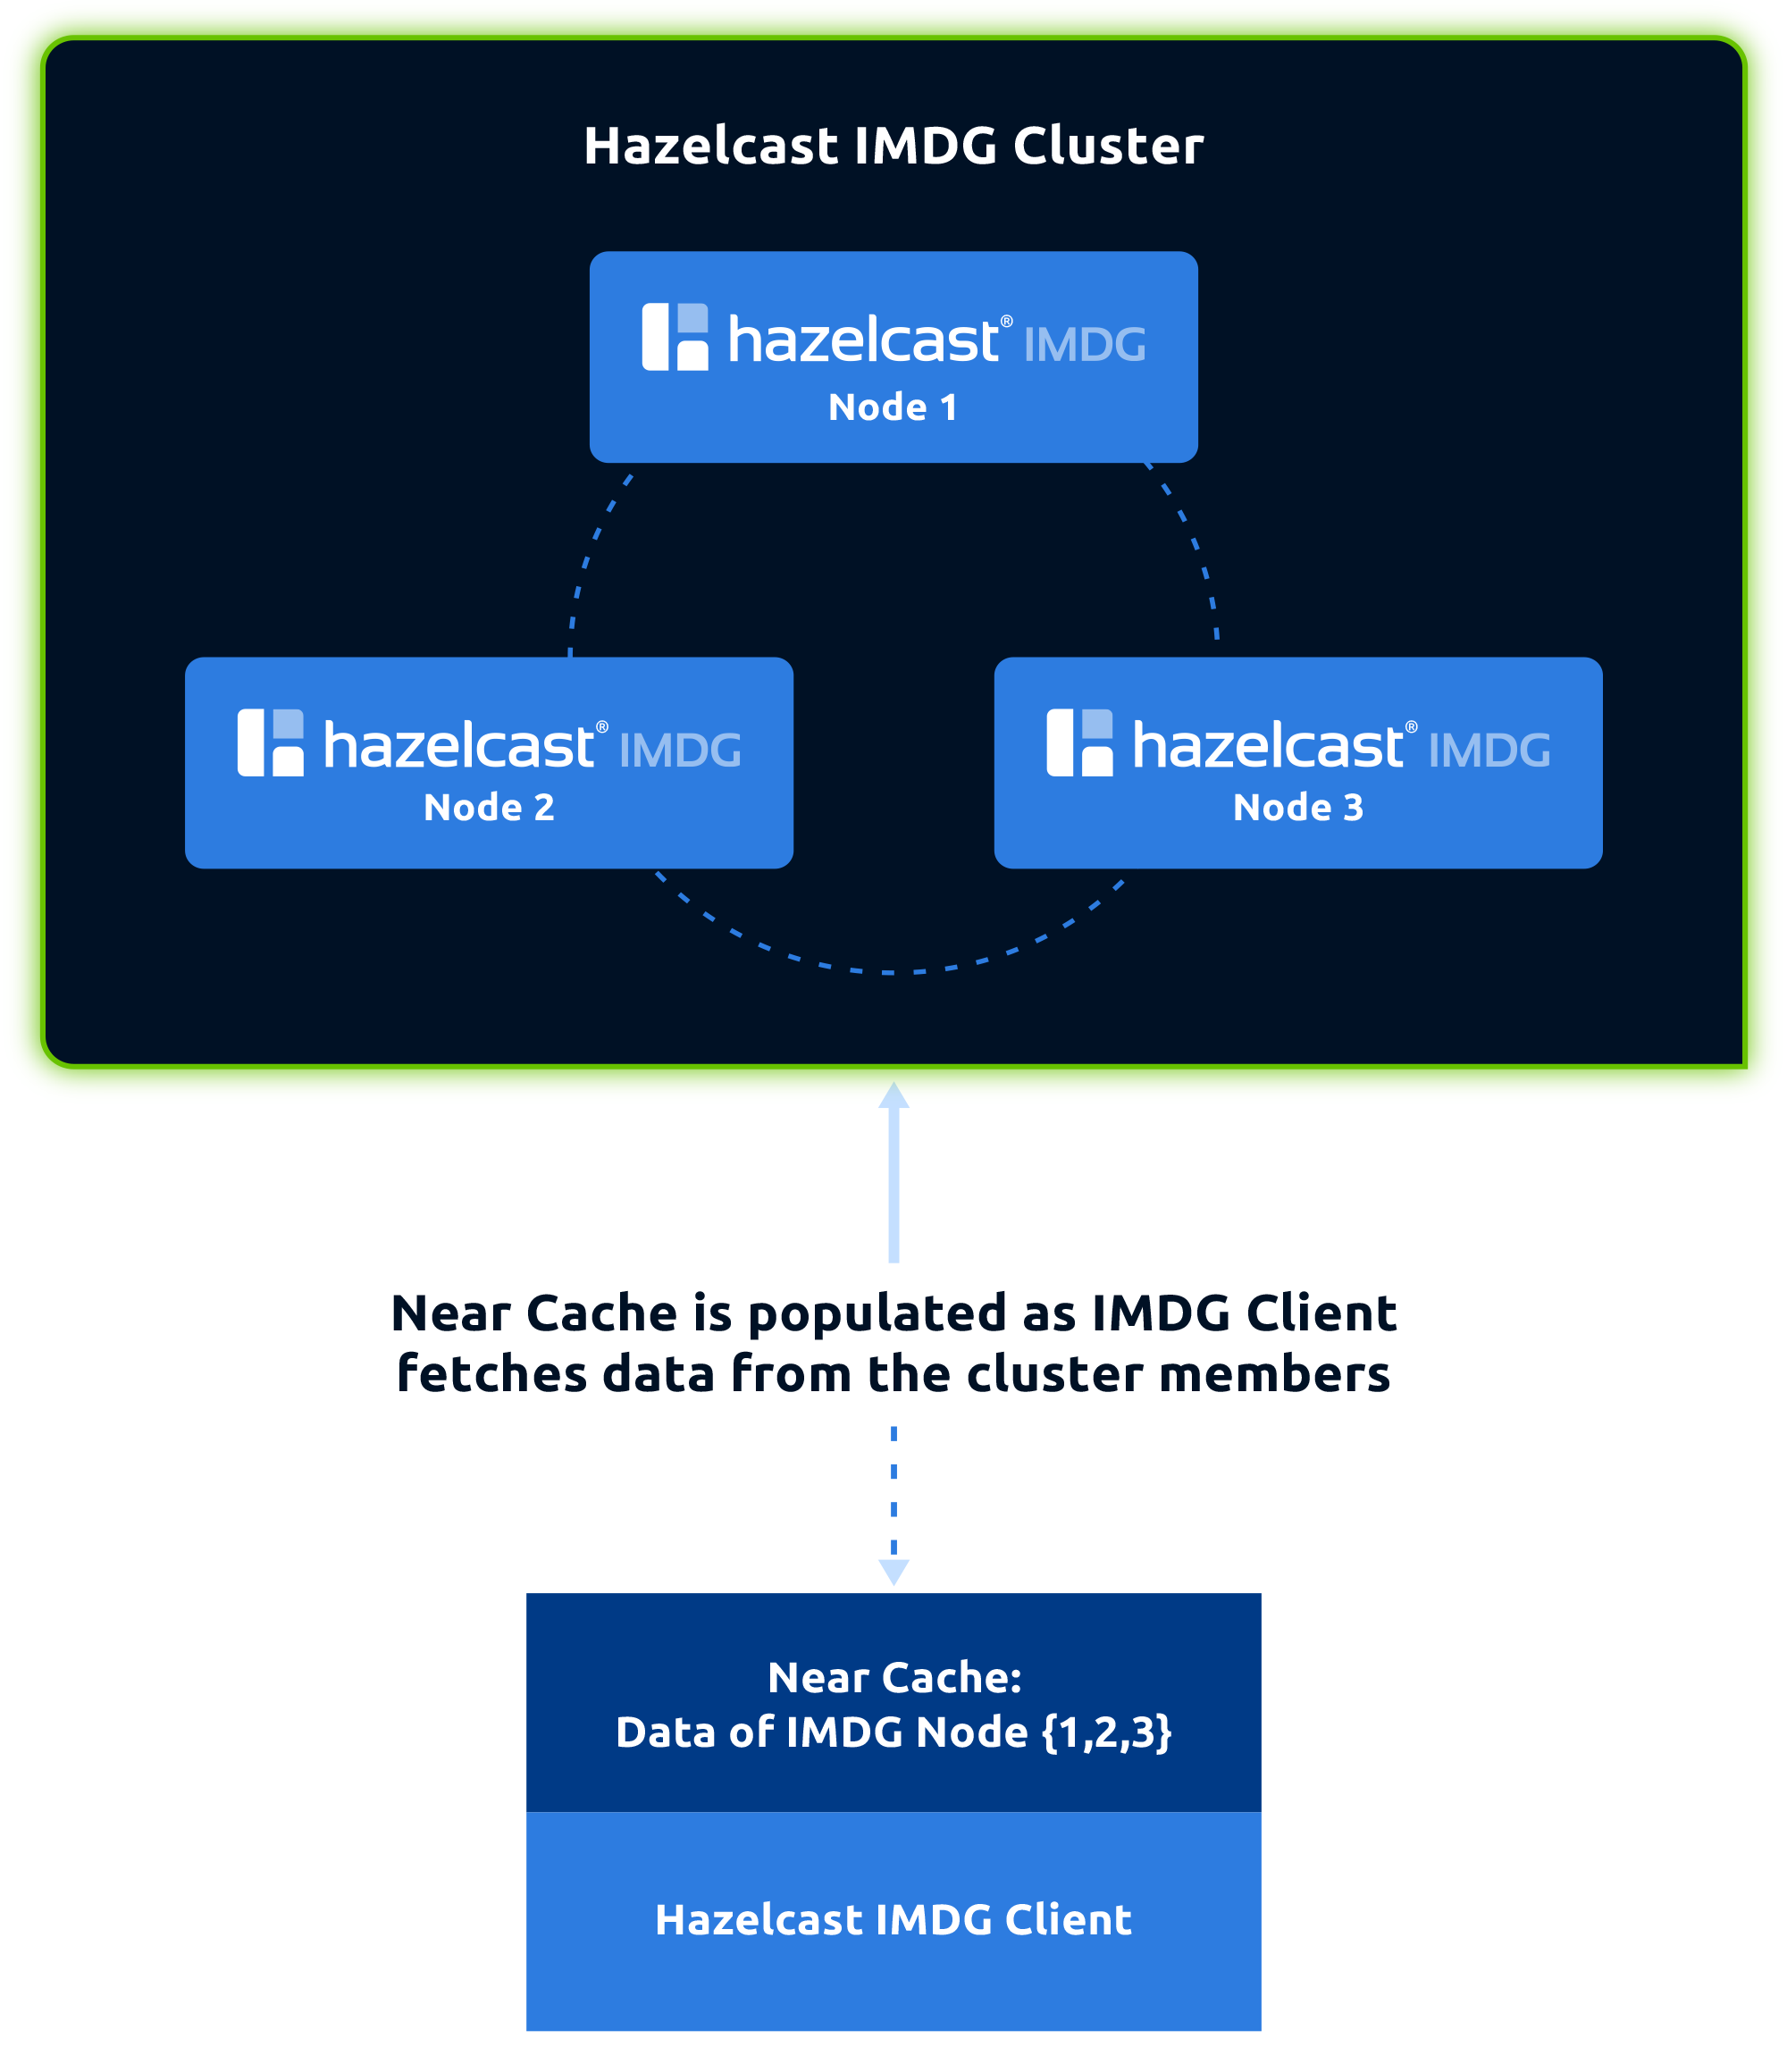 Hazelcast IMDG Cluster
hazelcast® IMDG
Node 1
hazelcast® IMDG
Node 2
hazelcast® IMDG
Node 3
Near Cache is populated as IMDG Client
fetches data from the cluster members
Near Cache:
Data of IMDG Node {1,2,3}
Hazelcast IMDG Client